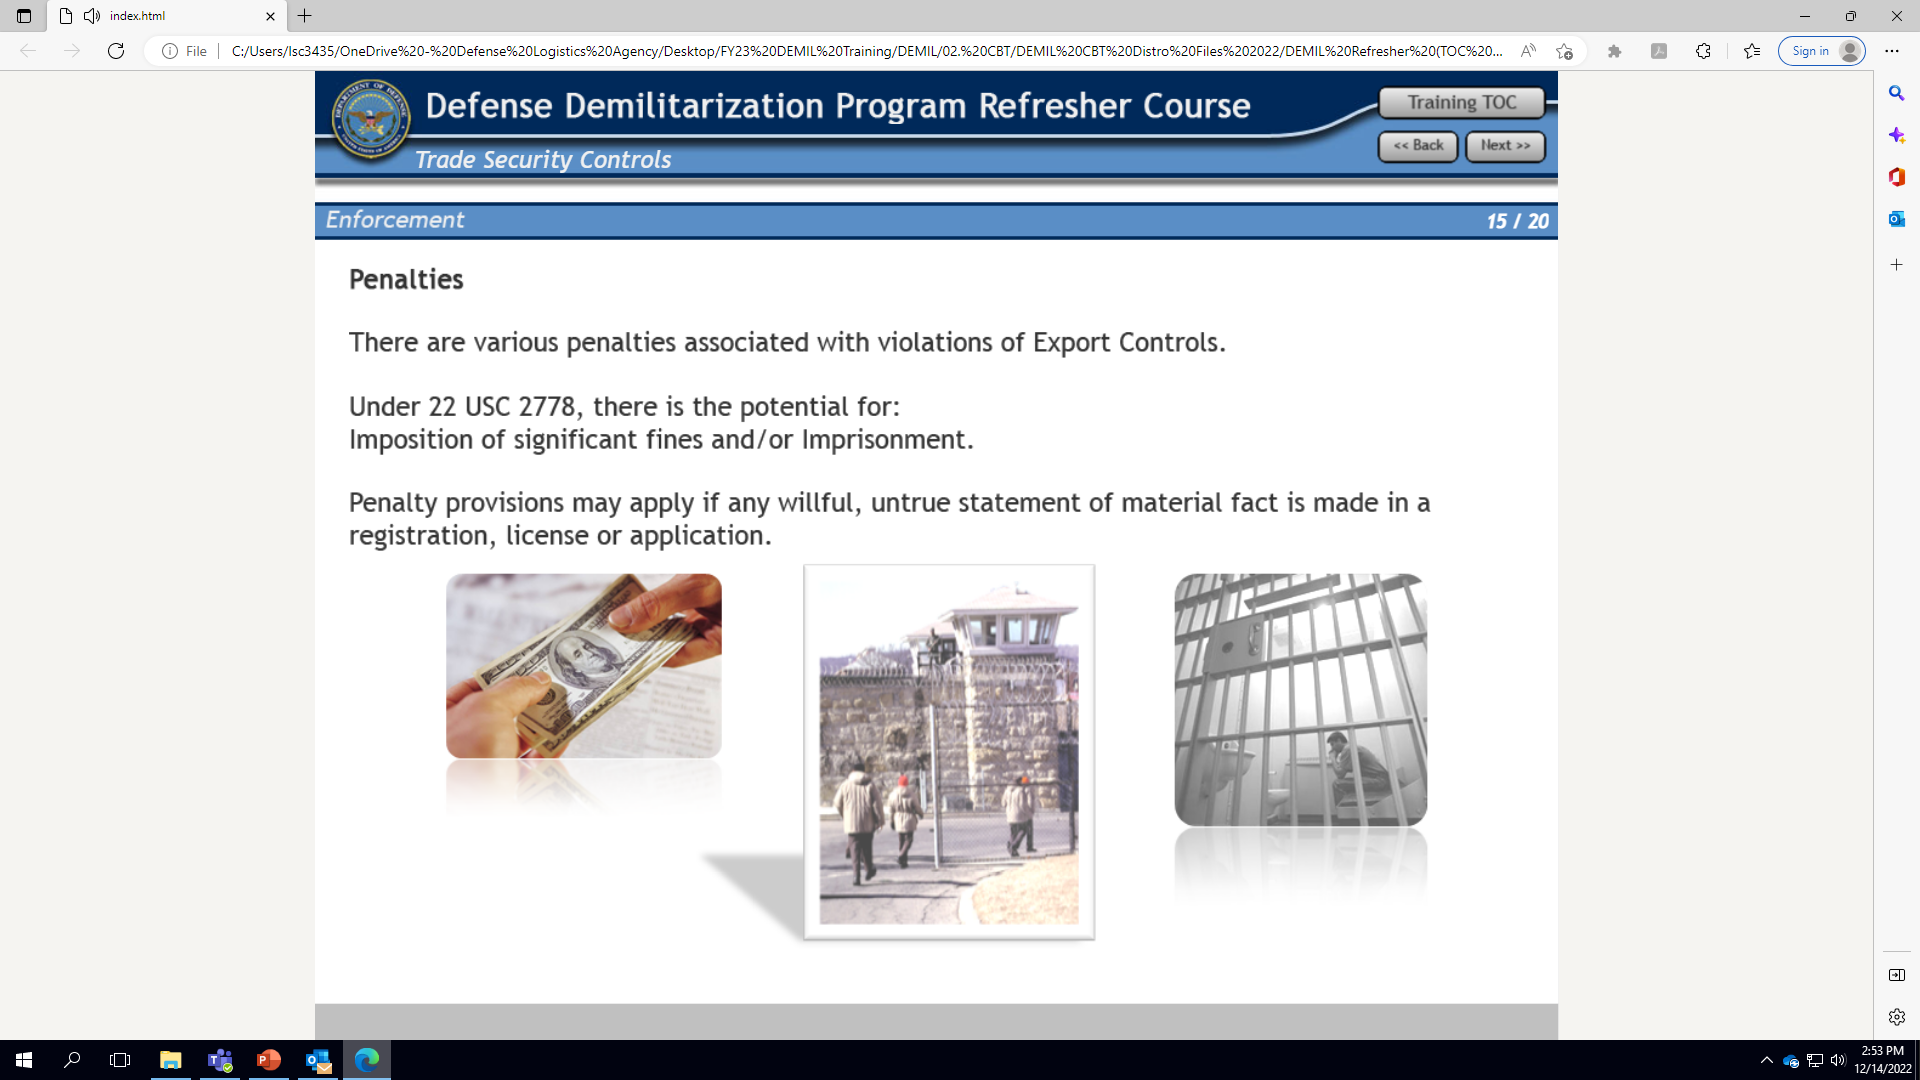 index.html
File
C:/Users/lsc3435/OneDrive%20-%20Defense%20Logistics%20Agency/Desktop/FY23%20DEMIL%20Training/DEMIL/02.%20CBT/DEMIL%20CBT%20Distro%20Files%202022/DEMIL%20Refresher%20(TOC%20...
Sign in
Defense Demilitarization Program Refresher Course
Training TOC
<< Back
Next >>
Trade Security Controls
Enforcement
15 / 20
Penalties
There are various penalties associated with violations of Export Controls.
Under 22 USC 2778, there is the potential for:
Imposition of significant fines and/or Imprisonment.
Penalty provisions may apply if any willful, untrue statement of material fact is made in a
registration, license or application.
2:53 PM
12/14/2022